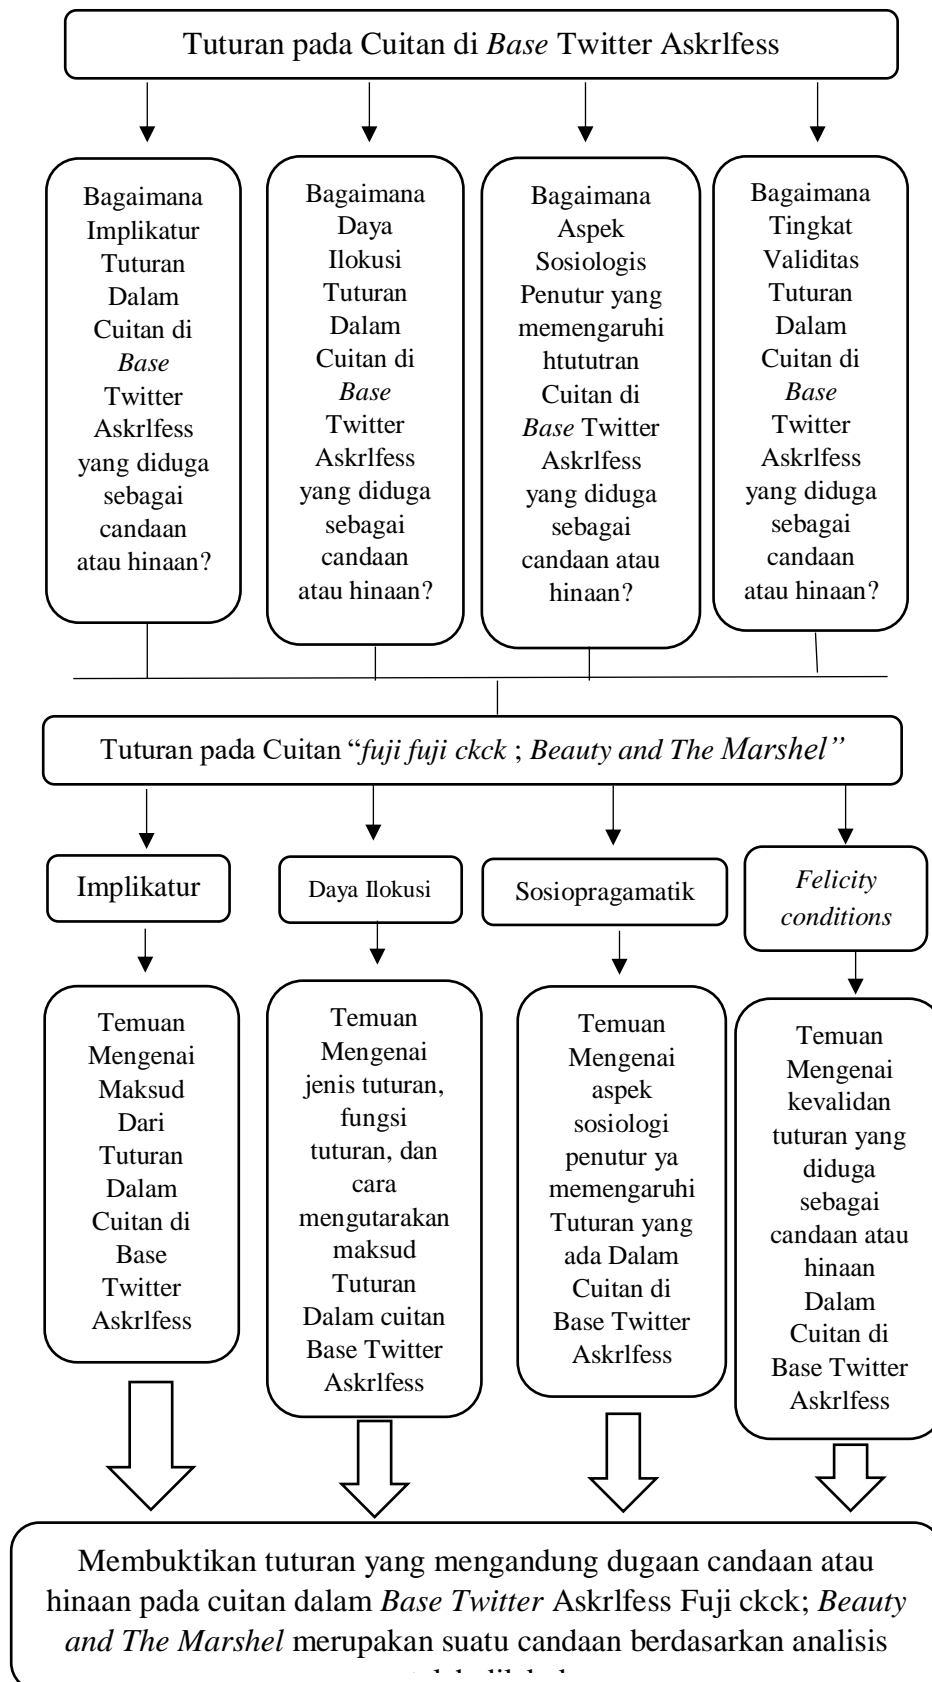 Tuturan pada Cuitan di Base Twitter Askrlfess
Bagaimana
Implikatur
Tuturan
Dalam
Cuitan di
Base
Twitter
Askrlfess
yang diduga
sebagai
candaan
atau hinaan?
Bagaimana
Daya
Ilokusi
Tuturan
Dalam
Cuitan di
Base
Twitter
Askrlfess
yang diduga
sebagai
candaan
atau hinaan?
Bagaimana
Aspek
Sosiologis
Penutur yang
memengaruhi
htututran
Cuitan di
Base Twitter
Askrlfess
yang diduga
sebagai
candaan atau
hinaan?
Bagaimana
Tingkat
Validitas
Tuturan
Dalam
Cuitan di
Base
Twitter
Askrlfess
yang diduga
sebagai
candaan
atau hinaan?
Tuturan pada Cuitan “fuji fuji ckck ; Beauty and The Marshel”
Implikatur
Daya Ilokusi
Sosiopragamatik
Felicity
conditions
Temuan
Mengenai
Maksud
Dari
Tuturan
Dalam
Cuitan di
Base
Twitter
Askrlfess
Temuan
Mengenai
jenis tuturan,
fungsi
tuturan, dan
cara
mengutarakan
maksud
Tuturan
Dalam cuitan
Base Twitter
Askrlfess
Temuan
Mengenai
aspek
sosiologi
penutur ya
memengaruhi
Tuturan yang
ada Dalam
Cuitan di
Base Twitter
Askrlfess
Temuan
Mengenai
kevalidan
tuturan yang
diduga
sebagai
candaan atau
hinaan
Dalam
Cuitan di
Base Twitter
Askrlfess
Membuktikan tuturan yang mengandung dugaan candaan atau
hinaan pada cuitan dalam Base Twitter Askrlfess Fuji ckck; Beauty
and The Marshel merupakan suatu candaan berdasarkan analisis